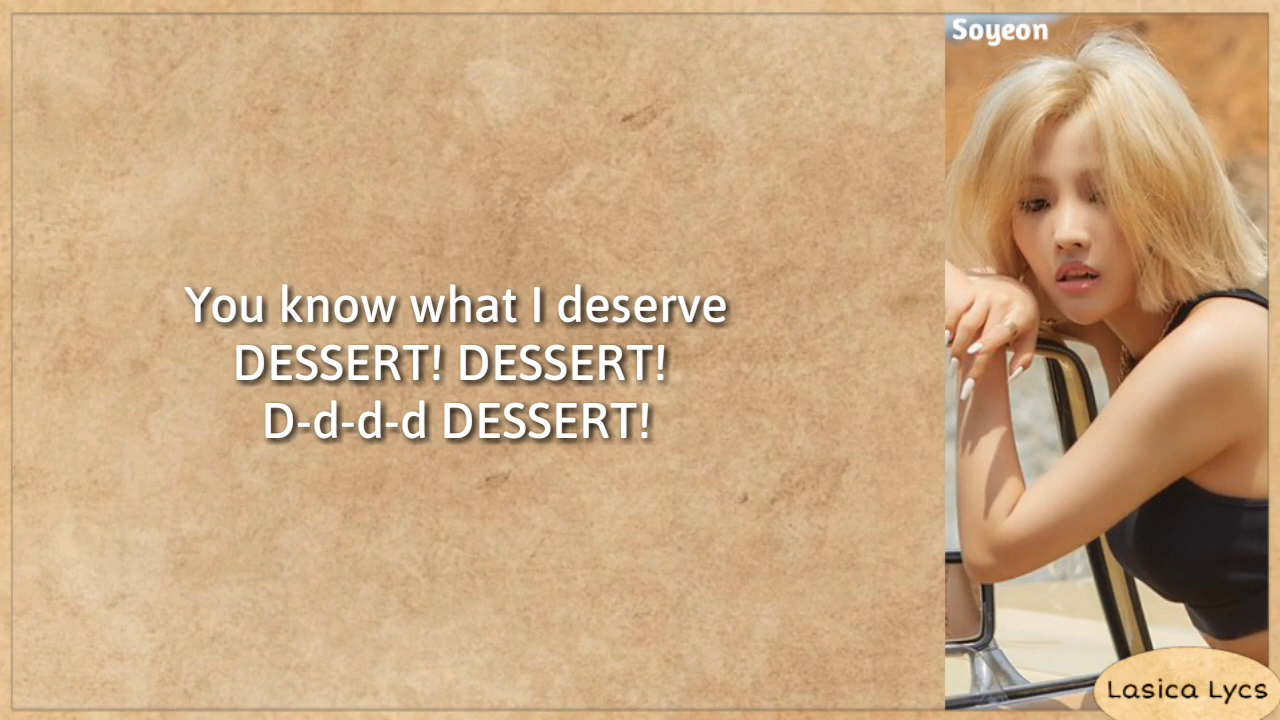 Soyeon
You know what I deserve
DESSERT! DESSERT!
D-d-d-d DESSERT!
Lasica Lycs